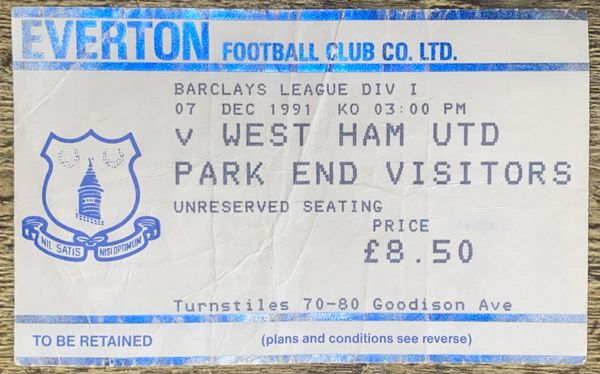 EVERTON FOOTBALL CLUB CO. LTD.
BARCLAYS LEAGUE DIV I
07 DEC 1991 KO 03:00 PM
v WEST HAM UTD
PARK END VISITORS
UNRESERVED SEATING
PRICE
£8.50
NIL SATIS NISI OPTIMUM
Turnstiles 70-80 Goodison Ave
TO BE RETAINED (plans and conditions see reverse)